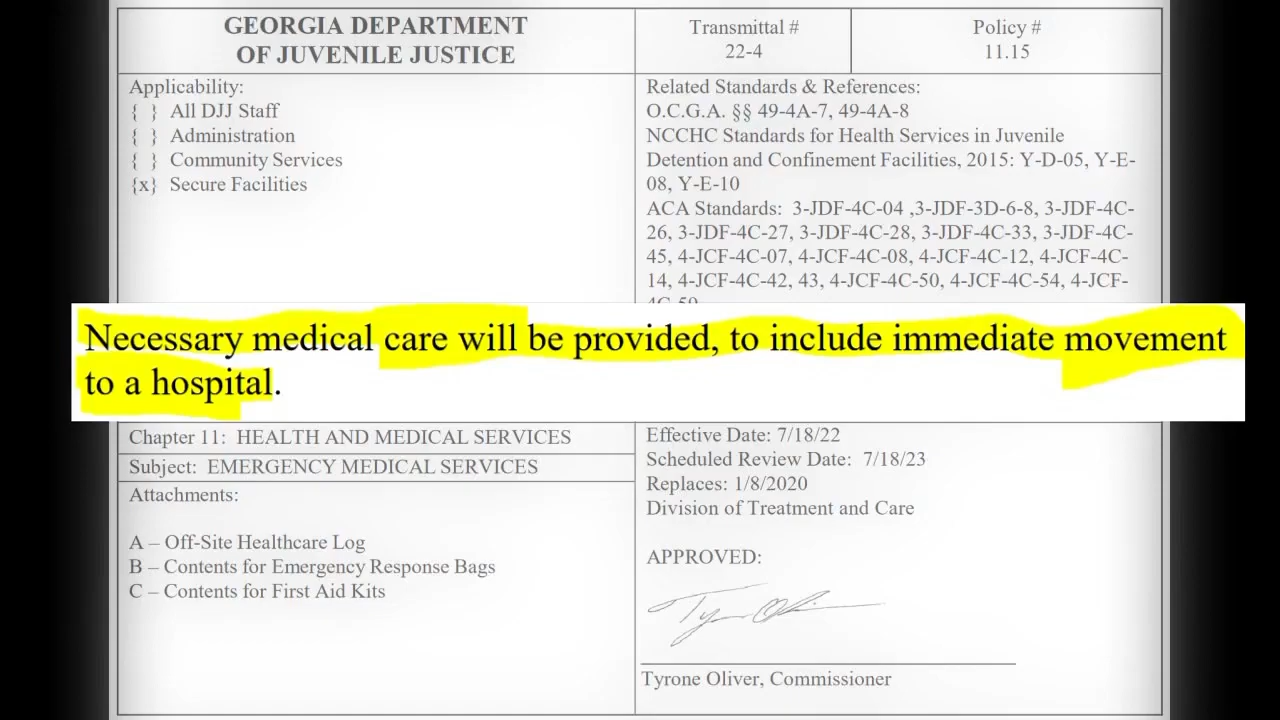 GEORGIA DEPARTMENT
OF JUVENILE JUSTICE
Transmittal #
22-4
Policy #
11.15
Applicability:
{ } All DJJ Staff
{ } Administration
{ } Community Services
{x} Secure Facilities
Related Standards & References:
O.C.G.A. §§ 49-4A-7, 49-4A-8
NCCHC Standards for Health Services in Juvenile
Detention and Confinement Facilities, 2015: Y-D-05, Y-E-
08, Y-E-10
ACA Standards: 3-JDF-4C-04 ,3-JDF-3D-6-8, 3-JDF-4C-
26, 3-JDF-4C-27, 3-JDF-4C-28, 3-JDF-4C-33, 3-JDF-4C-
45, 4-JCF-4C-07, 4-JCF-4C-08, 4-JCF-4C-12, 4-JCF-4C-
14, 4-JCF-4C-42, 43, 4-JCF-4C-50, 4-JCF-4C-54, 4-JCF-
Necessary medical care will be provided, to include immediate movement
to a hospital.
Chapter 11: HEALTH AND MEDICAL SERVICES
Subject: EMERGENCY MEDICAL SERVICES
Attachments:
A – Off-Site Healthcare Log
B – Contents for Emergency Response Bags
C – Contents for First Aid Kits
Effective Date: 7/18/22
Scheduled Review Date: 7/18/23
Replaces: 1/8/2020
Division of Treatment and Care
APPROVED:
Tyrone Oliver, Commissioner